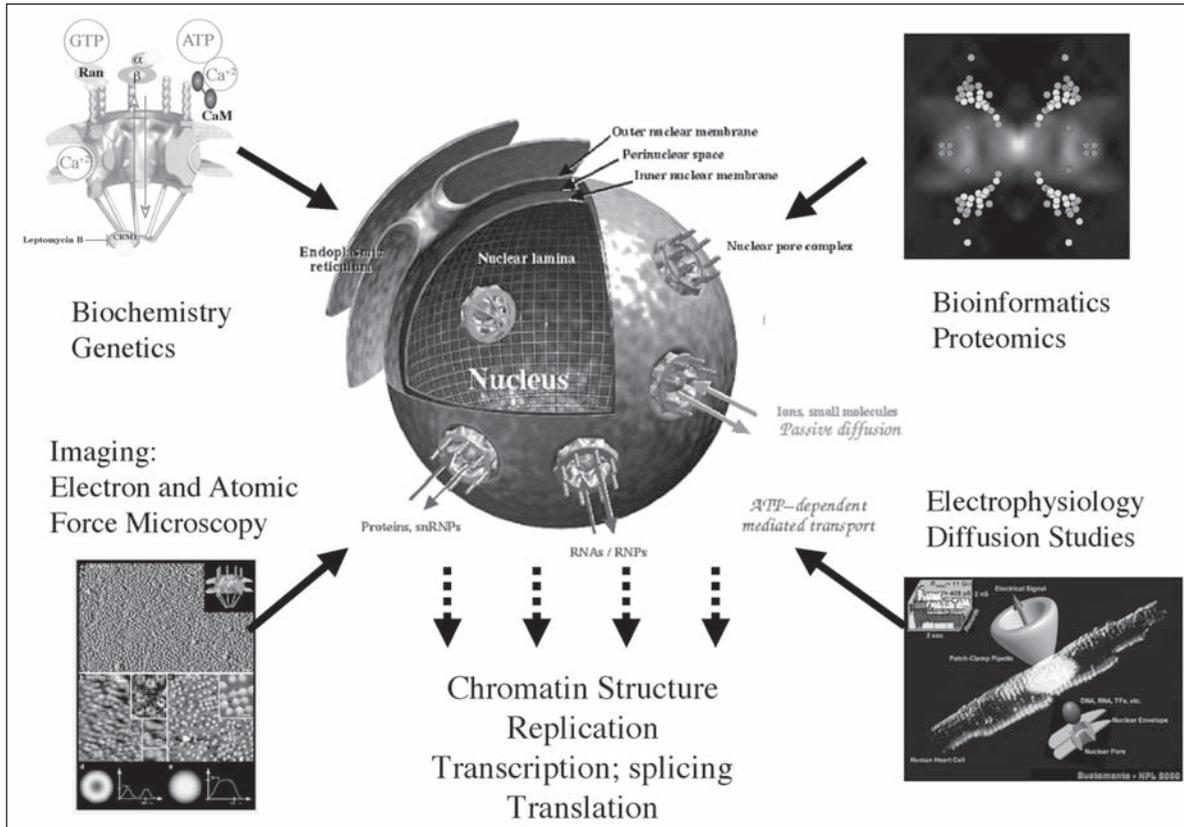 GTP
ATP
α
β
Ran
Ca+2
CaM
Ca+2
Leptomycin B
CRM1
Biochemistry
Genetics
Outer nuclear membrane
Perinuclear space
Inner nuclear membrane
Endoplasmic
reticulum
Nuclear lamina
Nuclear pore complex
Nucleus
Bioinformatics
Proteomics
Ions, small molecules
Passive diffusion
Imaging:
Electron and Atomic
Force Microscopy
Proteins, snRNPs
RNAs / RNPs
ATP–dependent
mediated transport
Electrophysiology
Diffusion Studies
d
e
Chromatin Structure
Replication
Transcription; splicing
Translation
2 sec
Electrical Signal
Patch-Clamp Pipette
DNA, RNA, TFs, etc.
Nuclear Envelope
Nuclear Pore
Human Heart Cell
Bustamante - NPL 2000